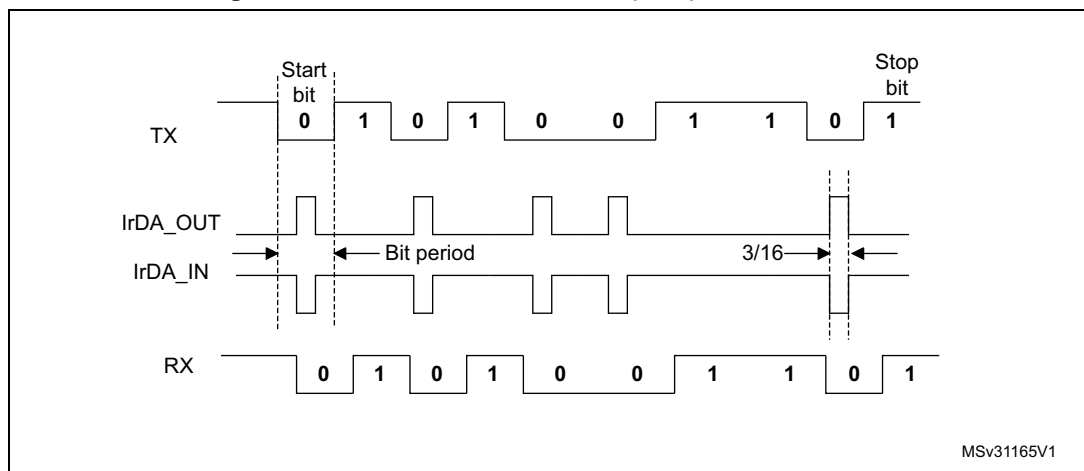 Start
bit
Stop
bit
TX
0 1 0 1 0 0 1 1 0 1
IrDA_OUT
Bit period
3/16
IrDA_IN
RX
0 1 0 1 0 0 1 1 0 1
MSv31165V1